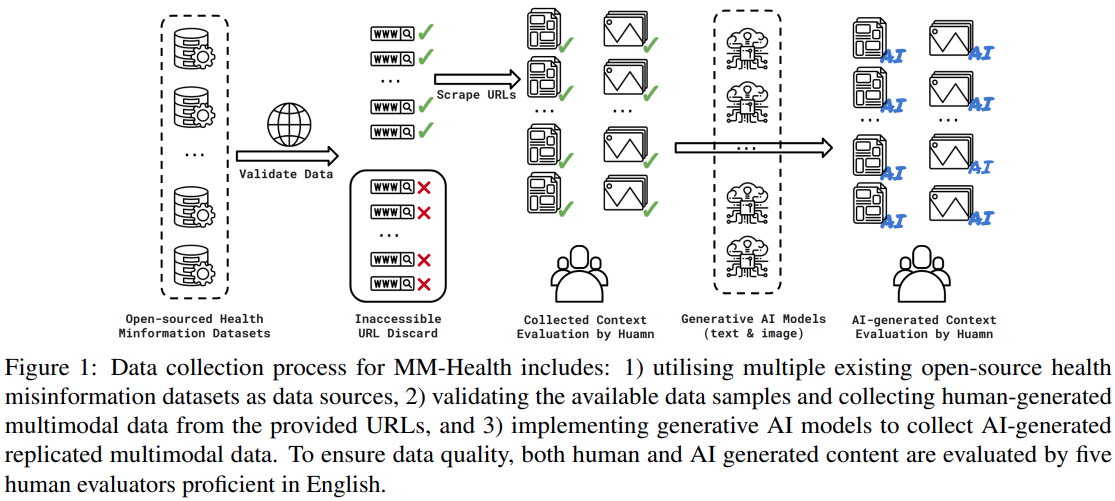 WWW
WWW
...
WWW
WWW
Scrape URLs
...
...
...
Validate Data
WWW
WWW
...
WWW
WWW
...
AI
AI
AI
AI
...
...
AI
AI
AI
AI
Open-sourced Health
Minformation Datasets
Inaccessible
URL Discard
Collected Context
Evaluation by Huamn
Generative AI Models
(text & image)
AI-generated Context
Evaluation by Huamn
Figure 1: Data collection process for MM-Health includes: 1) utilising multiple existing open-source health
misinformation datasets as data sources, 2) validating the available data samples and collecting human-generated
multimodal data from the provided URLs, and 3) implementing generative AI models to collect AI-generated
replicated multimodal data. To ensure data quality, both human and AI generated content are evaluated by five
human evaluators proficient in English.